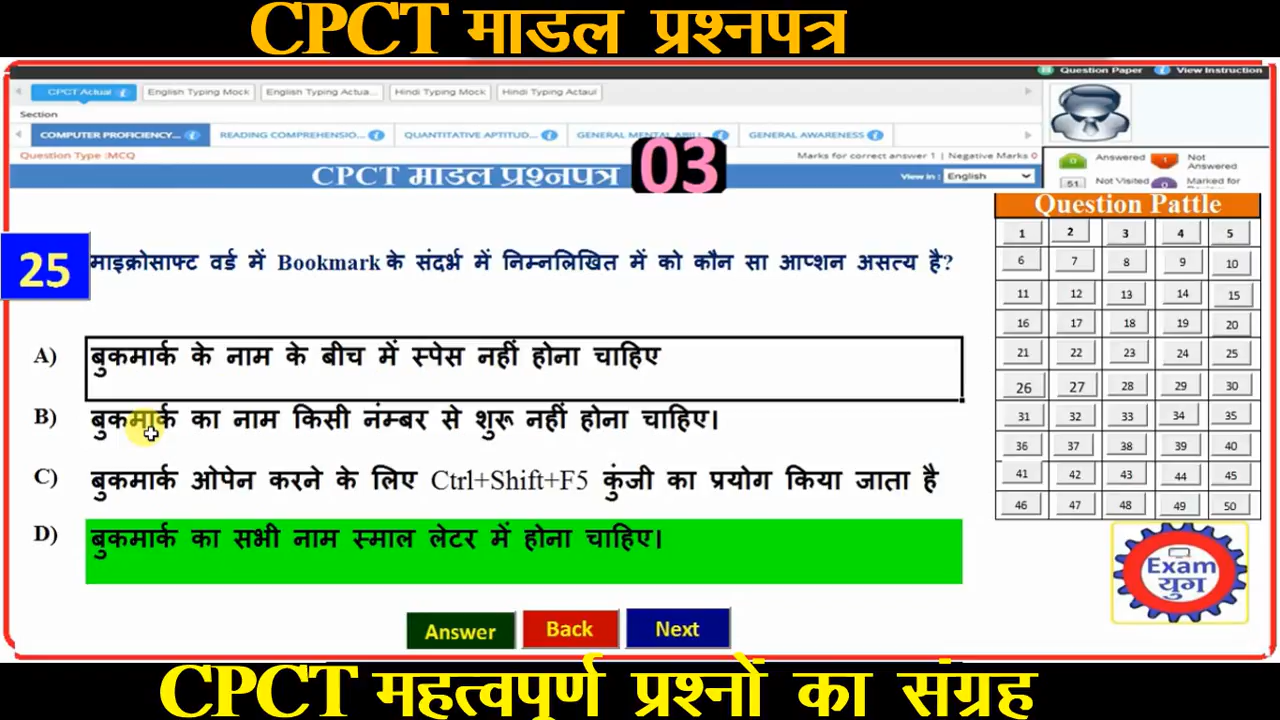 CPCT माडल प्रश्नपत्र
Question Paper View Instruction
CPCT Actual English Typing Mock English Typing Actua... Hindi Typing Mock Hindi Typing Actaul
Section
COMPUTER PROFICIENCY... READING COMPREHENSIO... QUANTITATIVE APTITUD... GENERAL MENTAL ABILI... GENERAL AWARENESS
Question Type :MCQ Marks for correct answer 1 | Negative Marks 0
0 Answered 1 Not Answered
51 Not Visited 0 Marked for
CPCT माडल प्रश्नपत्र 03 View in : English
Question Pattle
1 2 3 4 5
6 7 8 9 10
11 12 13 14 15
16 17 18 19 20
21 22 23 24 25
26 27 28 29 30
31 32 33 34 35
36 37 38 39 40
41 42 43 44 45
46 47 48 49 50
25 माइक्रोसाफ्ट वर्ड में Bookmark के संदर्भ में निम्नलिखित में को कौन सा आप्शन असत्य है?
A) बुकमार्क के नाम के बीच में स्पेस नहीं होना चाहिए
B) बुकमार्क का नाम किसी नंम्बर से शुरू नहीं होना चाहिए।
C) बुकमार्क ओपेन करने के लिए Ctrl+Shift+F5 कुंजी का प्रयोग किया जाता है
D) बुकमार्क का सभी नाम स्माल लेटर में होना चाहिए।
Exam
युग
Answer Back Next
CPCT महत्वपूर्ण प्रश्नों का संग्रह